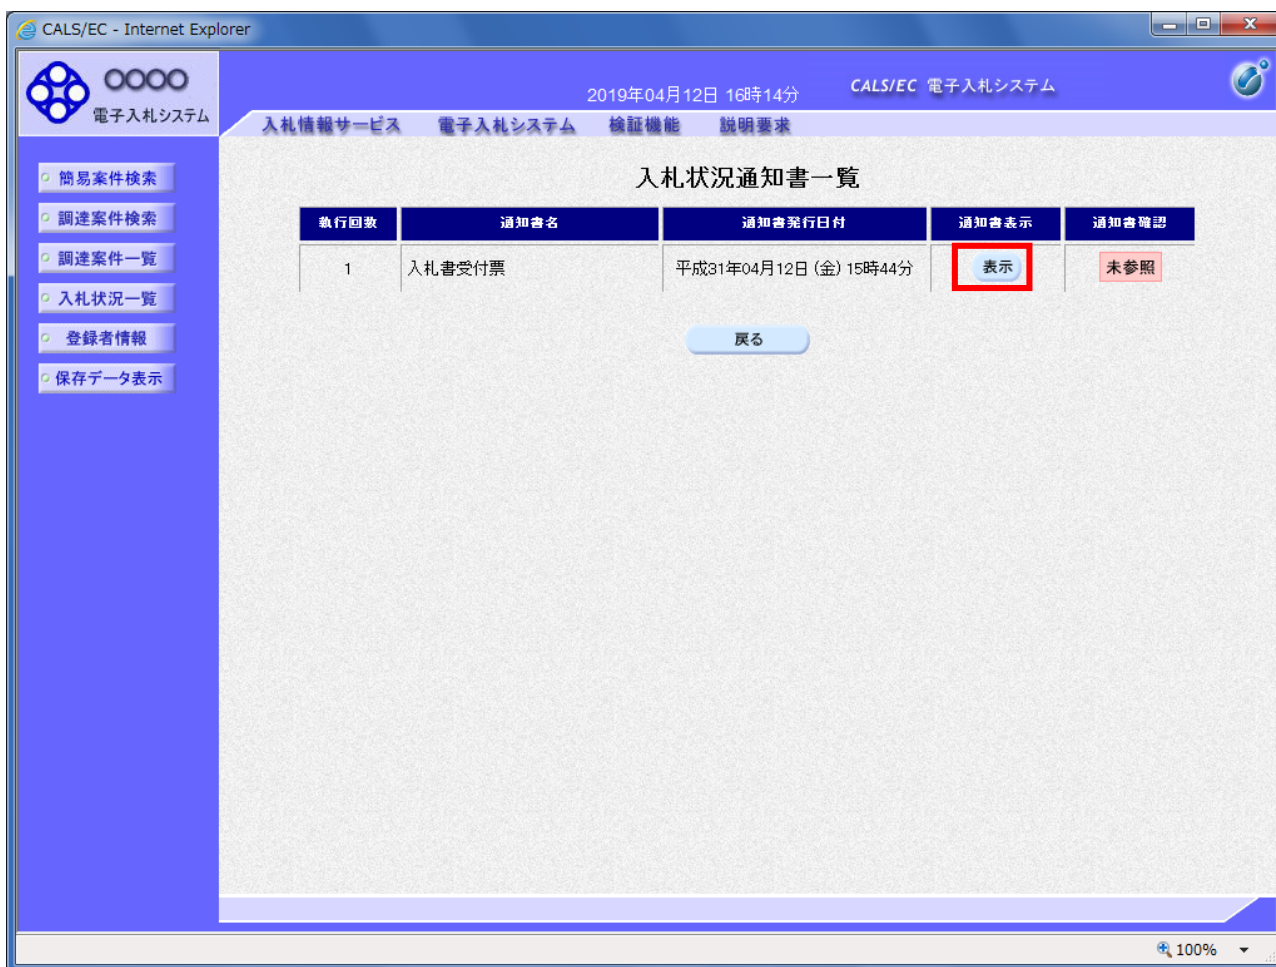 CALS/EC - Internet Explorer
〇〇〇〇
電子入札システム
2019年04月12日 16時14分
CALS/EC 電子入札システム
入札情報サービス 電子入札システム 検証機能 説明要求
簡易案件検索
調達案件検索
調達案件一覧
入札状況一覧
登録者情報
保存データ表示
入札状況通知書一覧
執行回数 通知書名 通知書発行日付 通知書表示 通知書確認
1 入札書受付票 平成31年04月12日 (金) 15時44分 表示 未参照
戻る
100%